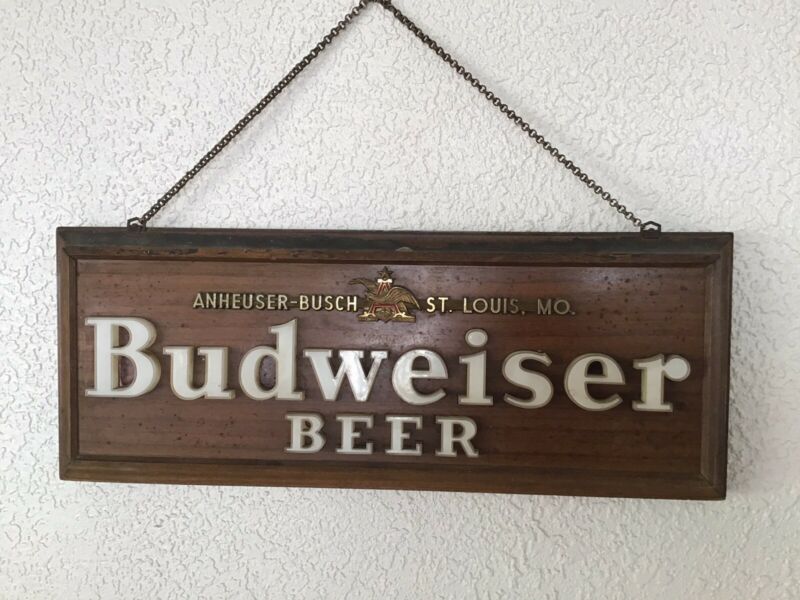 ANHEUSER-BUSCH ST. LOUIS, MO.
Budweiser
BEER